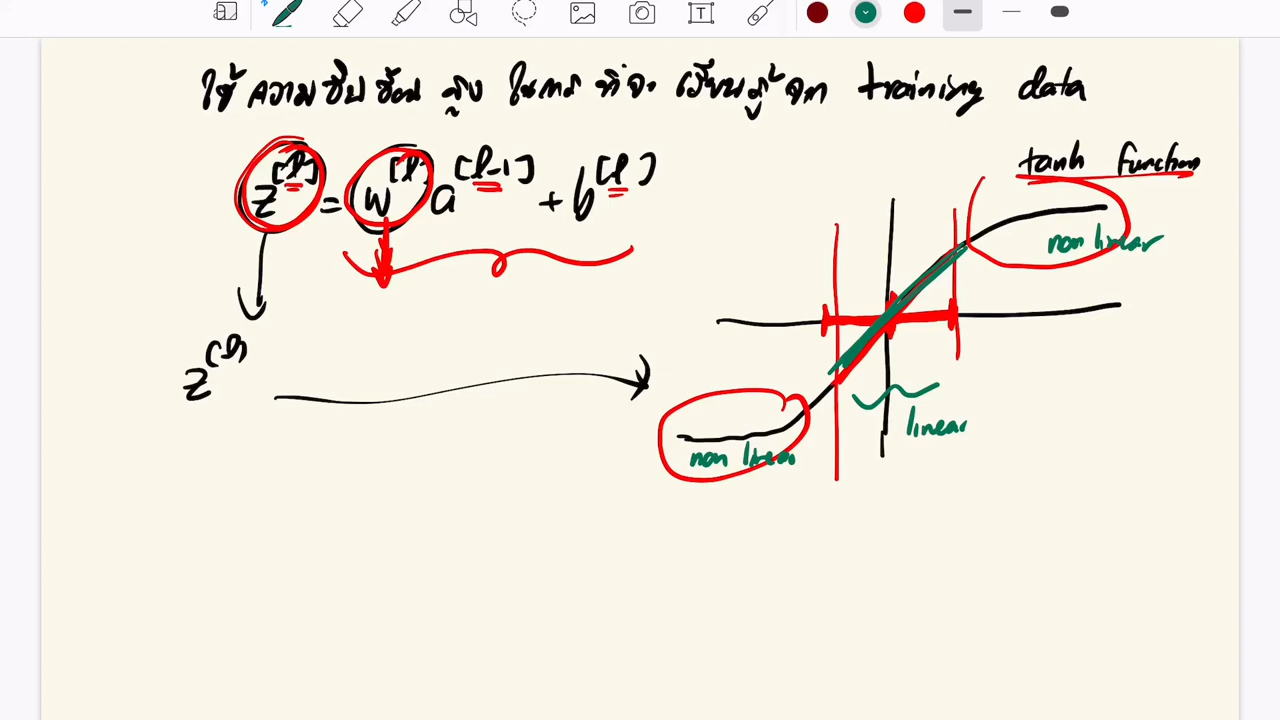 ใช้ความซับซ้อน สูง ในการ ที่จะ เรียนรู้จาก training data
z[l] = w[l] a[l-1] + b[l]
tanh function
non linear
z[l]
linear
non linear
T